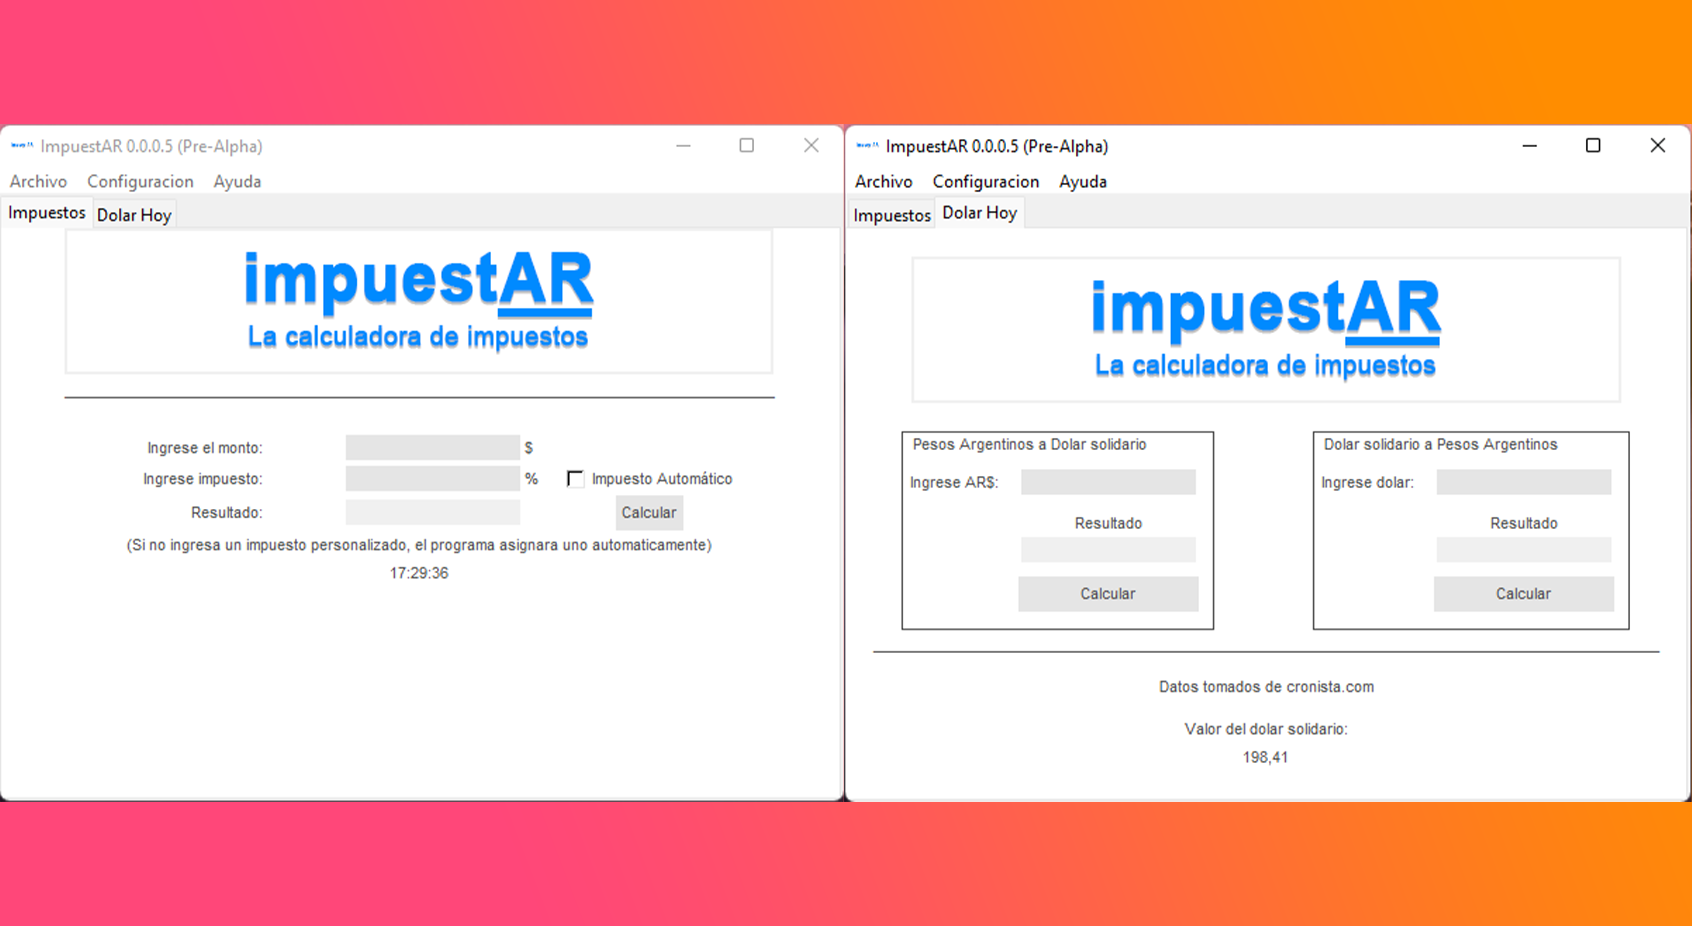 ImpuestAR 0.0.0.5 (Pre-Alpha)
Archivo Configuracion Ayuda
Impuestos Dolar Hoy
impuestAR
La calculadora de impuestos
Ingrese el monto: $
Ingrese impuesto: % Impuesto Automático
Resultado: Calcular
(Si no ingresa un impuesto personalizado, el programa asignara uno automaticamente)
17:29:36
ImpuestAR 0.0.0.5 (Pre-Alpha)
Archivo Configuracion Ayuda
Impuestos Dolar Hoy
impuestAR
La calculadora de impuestos
Pesos Argentinos a Dolar solidario
Ingrese AR$:
Resultado
Calcular
Dolar solidario a Pesos Argentinos
Ingrese dolar:
Resultado
Calcular
Datos tomados de cronista.com
Valor del dolar solidario:
198,41